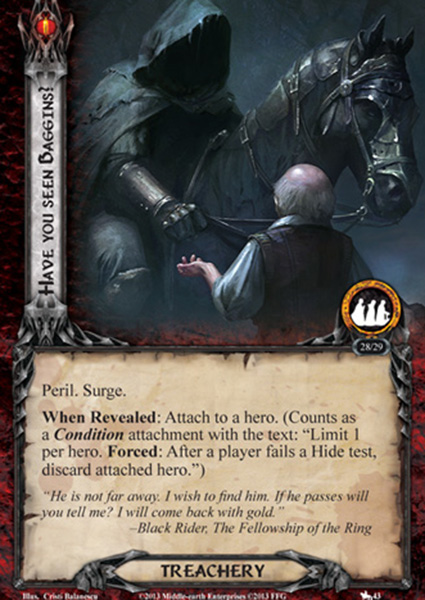 Have you seen Baggins?
28/29
Peril. Surge.
When Revealed: Attach to a hero. (Counts as
a Condition attachment with the text: “Limit 1
per hero. Forced: After a player fails a Hide test,
discard attached hero.”)
“He is not far away. I wish to find him. If he passes will
you tell me? I will come back with gold.”
–Black Rider, The Fellowship of the Ring
TREACHERY
Illus. Cristi Balanescu ©2013 Middle-earth Enterprises ©2013 FFG 43